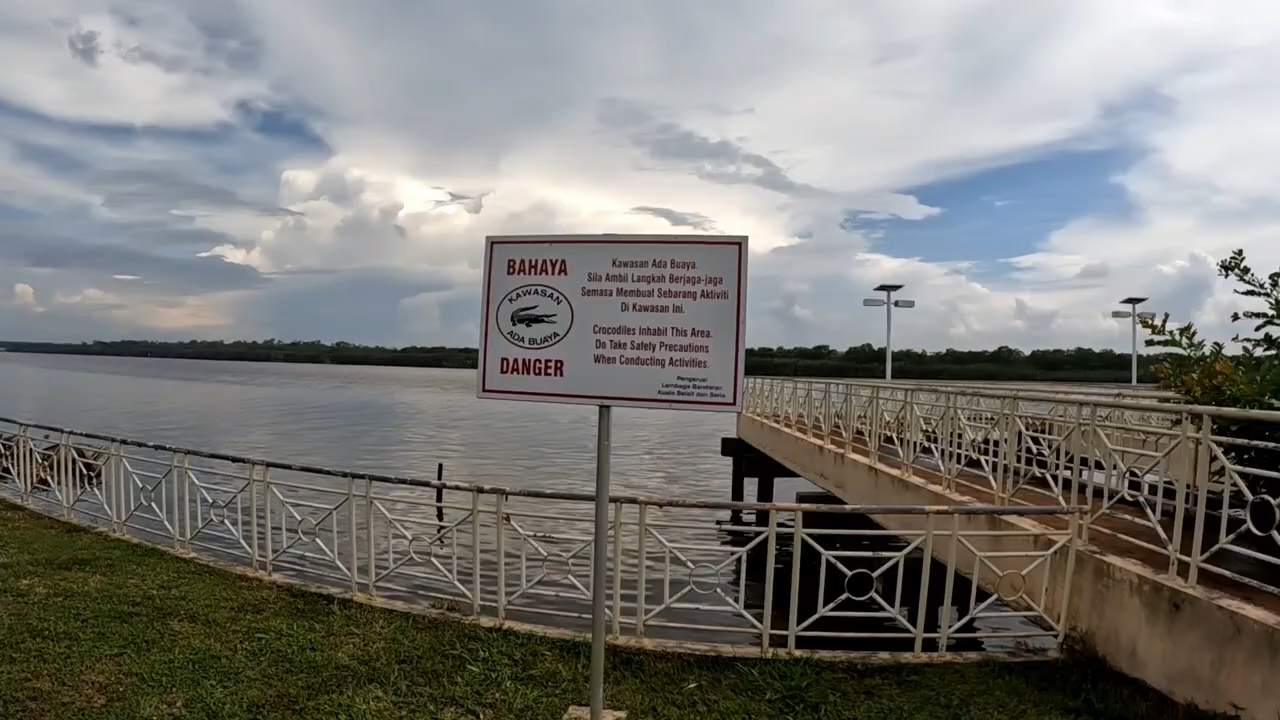 BAHAYA
KAWASAN
ADA BUAYA
DANGER
Kawasan Ada Buaya.
Sila Ambil Langkah Berjaga-jaga
Semasa Membuat Sebarang Aktiviti
Di Kawasan Ini.
Crocodiles Inhabit This Area.
Do Take Safety Precautions
When Conducting Activities.
Pengerusi
Lembaga Bandaran
Kuala Belait dan Seria